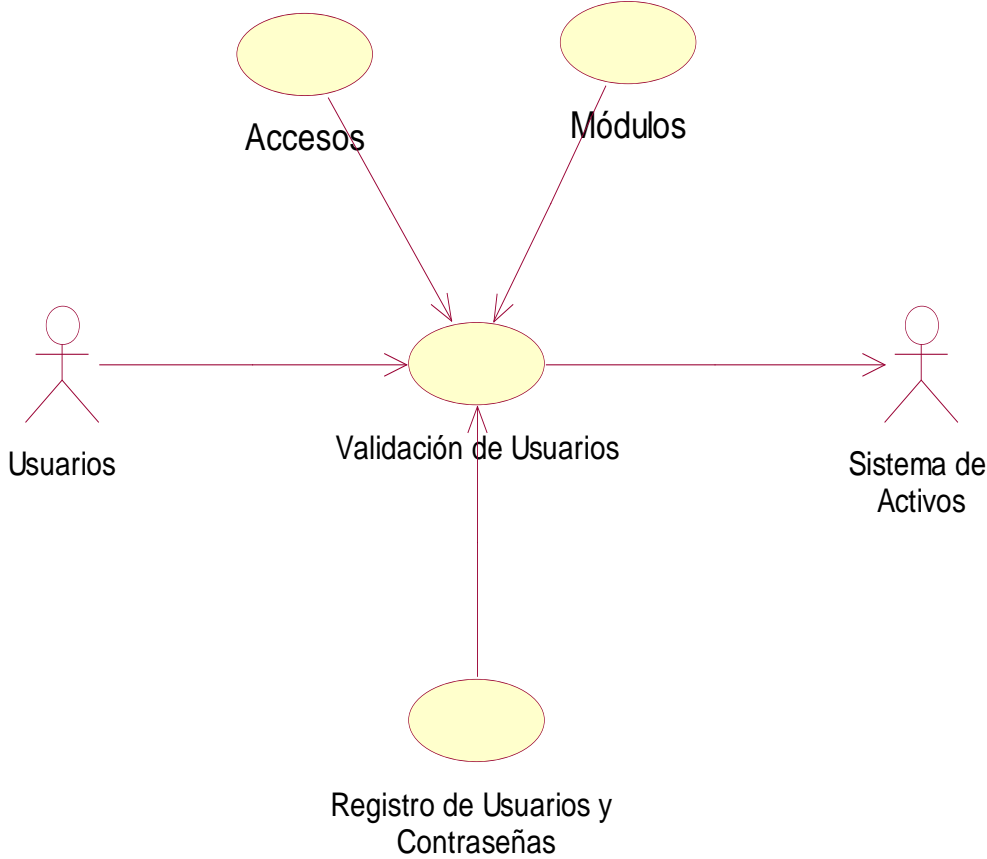 Accesos
Módulos
Usuarios
Validación de Usuarios
Sistema de
Activos
Registro de Usuarios y
Contraseñas